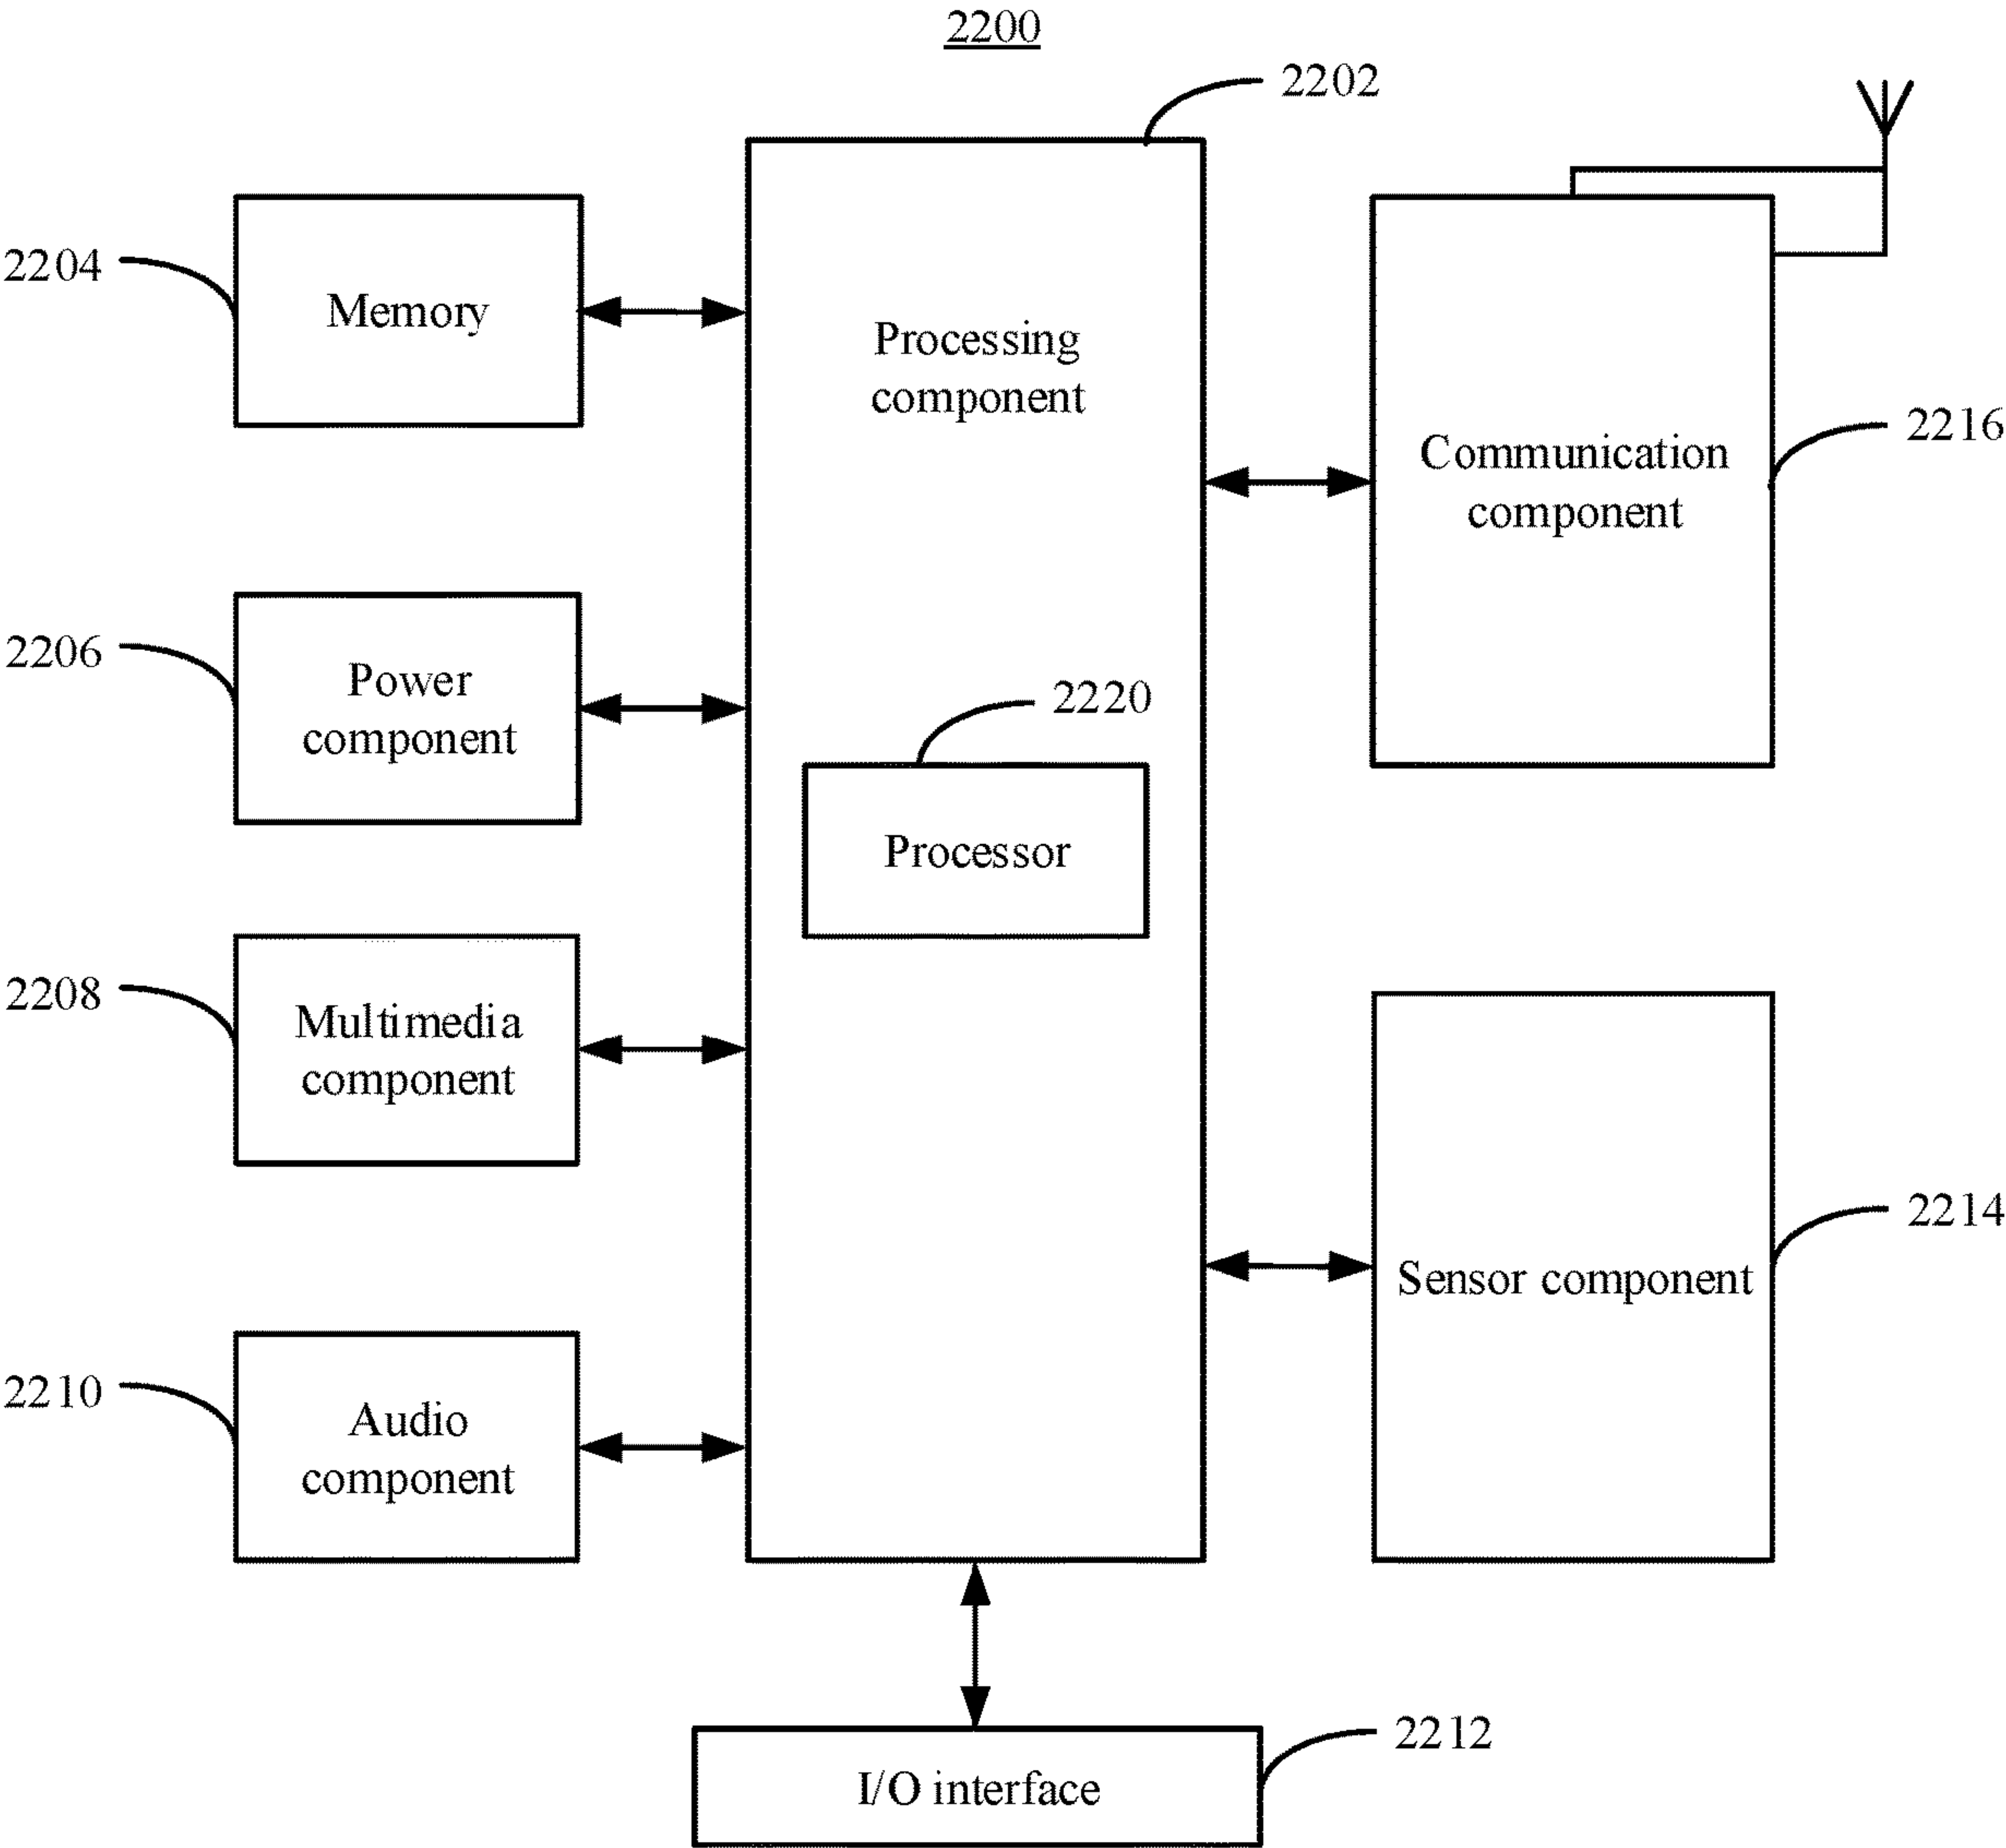 2200
2202
2204
Memory
Processing
component
Communication
component
2216
2206
Power
component
2220
Processor
2208
Multimedia
component
2214
Sensor component
2210
Audio
component
2212
I/O interface